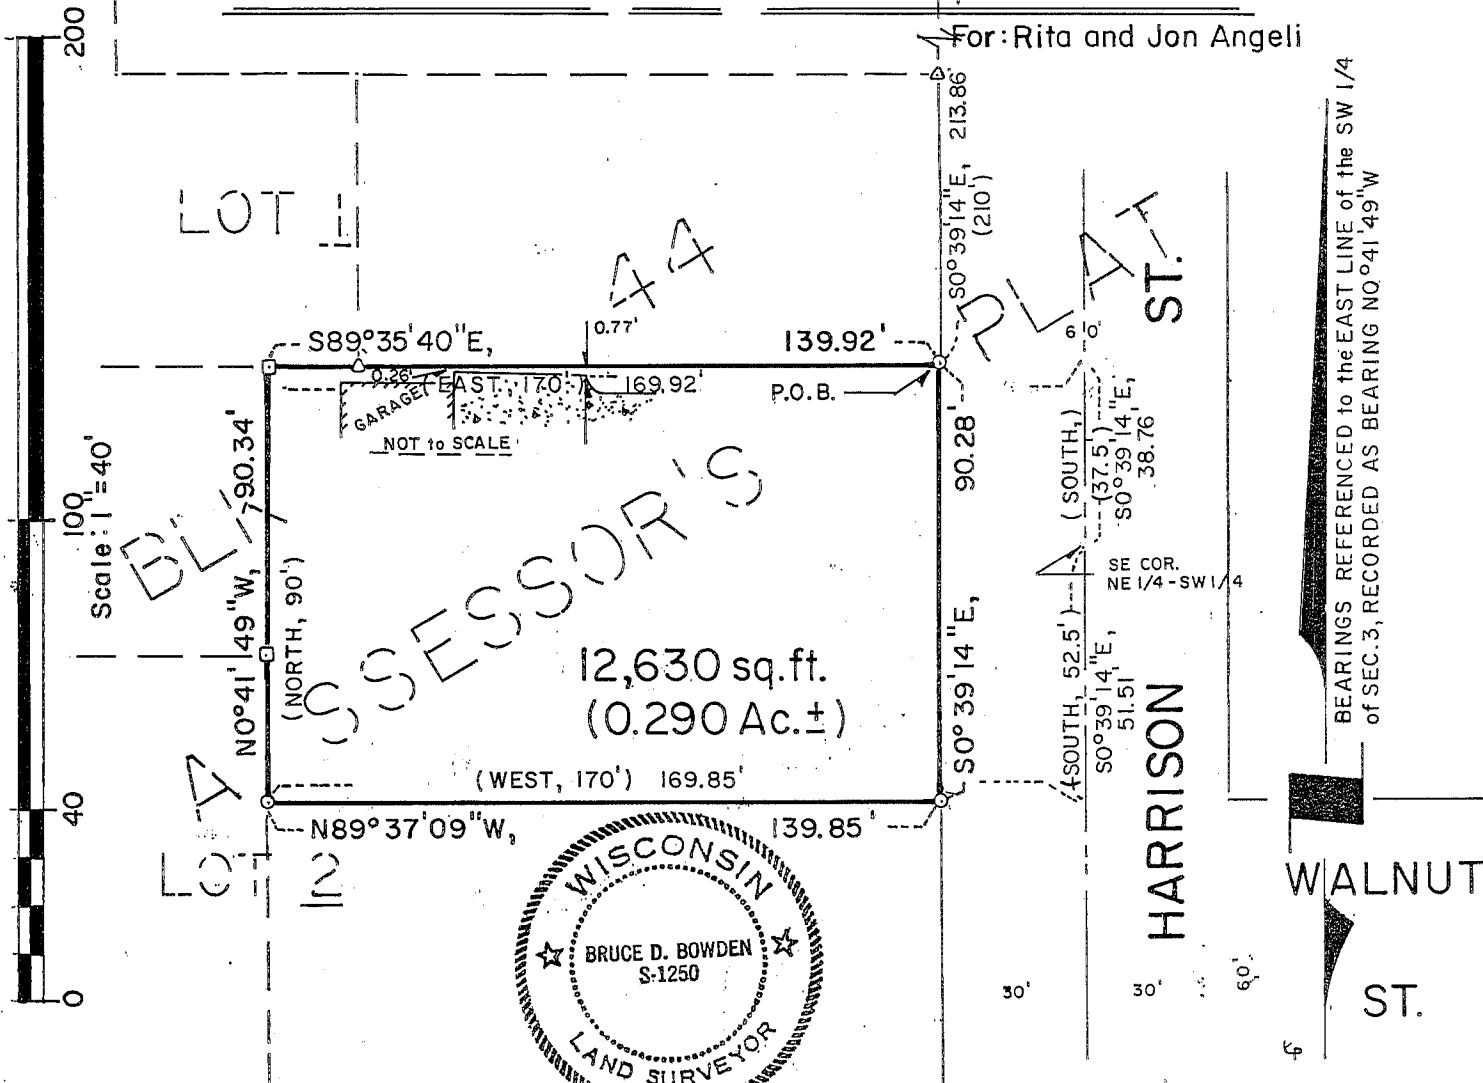 For: Rita and Jon Angeli
200
213.86
S0°39'14"E,
(210')
LOT 1
44
PLAT
ST.
BEARINGS REFERENCED to the EAST LINE of the SW 1/4
of SEC. 3, RECORDED AS BEARING N0°41'49"W
S89°35'40"E,
0.77'
139.92'
60'
0.26'
(EAST, 170') 169.92'
P.O.B.
GARAGE
NOT to SCALE
Scale: 1"=40'
100
90.34'
N0°41'49"W,
(NORTH, 90')
90.28'
S0°39'14"E,
(SOUTH,)
(37.5')
S0°39'14"E,
38.76'
SE COR.
NE 1/4-SW 1/4
ASSESSOR'S
12,630 sq.ft.
(0.290 Ac.±)
(SOUTH, 52.5')
S0°39'14"E,
51.51'
HARRISON
(WEST, 170') 169.85'
40
N89°37'09"W,
139.85'
LOT 2
WALNUT
ST.
WISCONSIN
BRUCE D. BOWDEN
S-1250
LAND SURVEYOR
30'
30'
60'
0